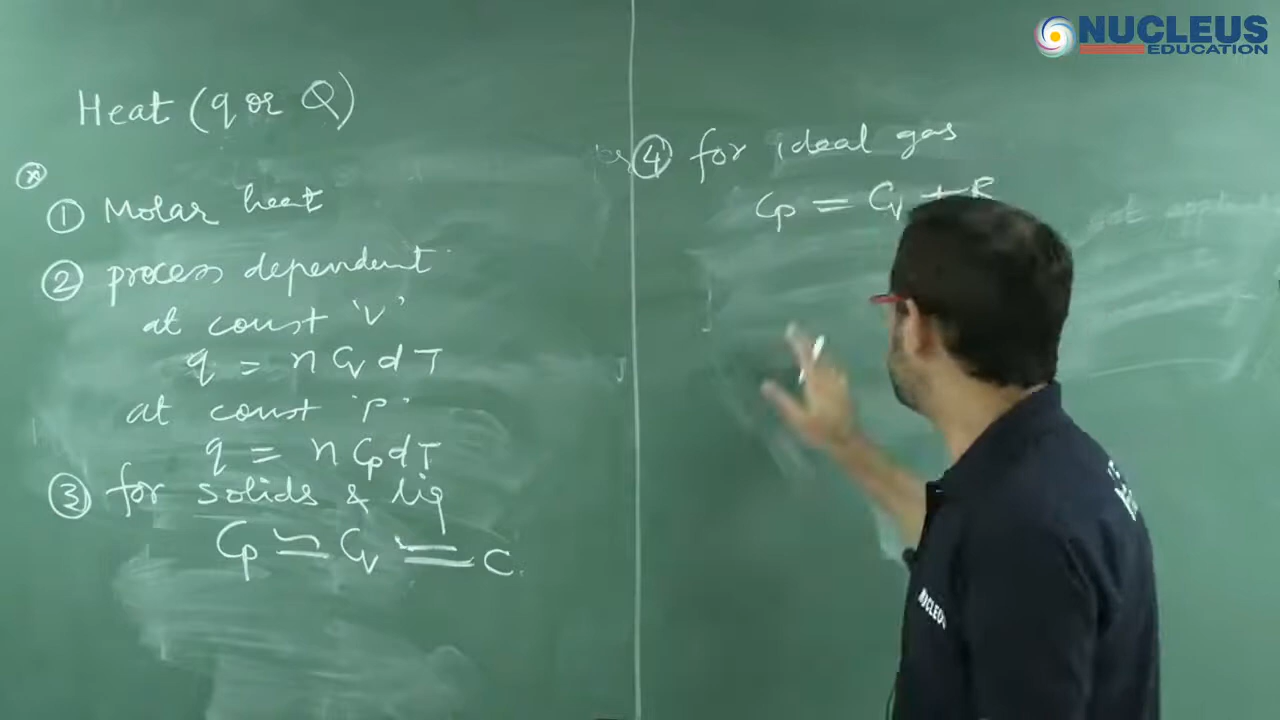 NUCLEUS
EDUCATION
Heat (q or Q)
① Molar heat
② process dependent
at const 'V'
q = n Cv dT
at const 'P'
q = n Cp dT
③ for solids & liq
Cp ≃ Cv ≃ C.
④ for ideal gas
Cp = Cv + R
NUCLEUS